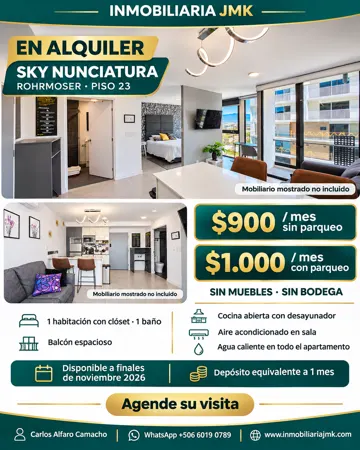 INMOBILIARIA JMK
EN ALQUILER
SKY NUNCIATURA
ROHRMOSER • PISO 23
Mobiliario mostrado no incluido
Mobiliario mostrado no incluido
$900 / mes
sin parqueo
$1.000 / mes
con parqueo
SIN MUEBLES • SIN BODEGA
1 habitación con clóset · 1 baño
Balcón espacioso
Cocina abierta con desayunador
Aire acondicionado en sala
Agua caliente en todo el apartamento
Disponible a finales
de noviembre 2026
Depósito equivalente a 1 mes
Agende su visita
Carlos Alfaro Camacho | WhatsApp +506 6019 0789 | www.inmobiliariajmk.com